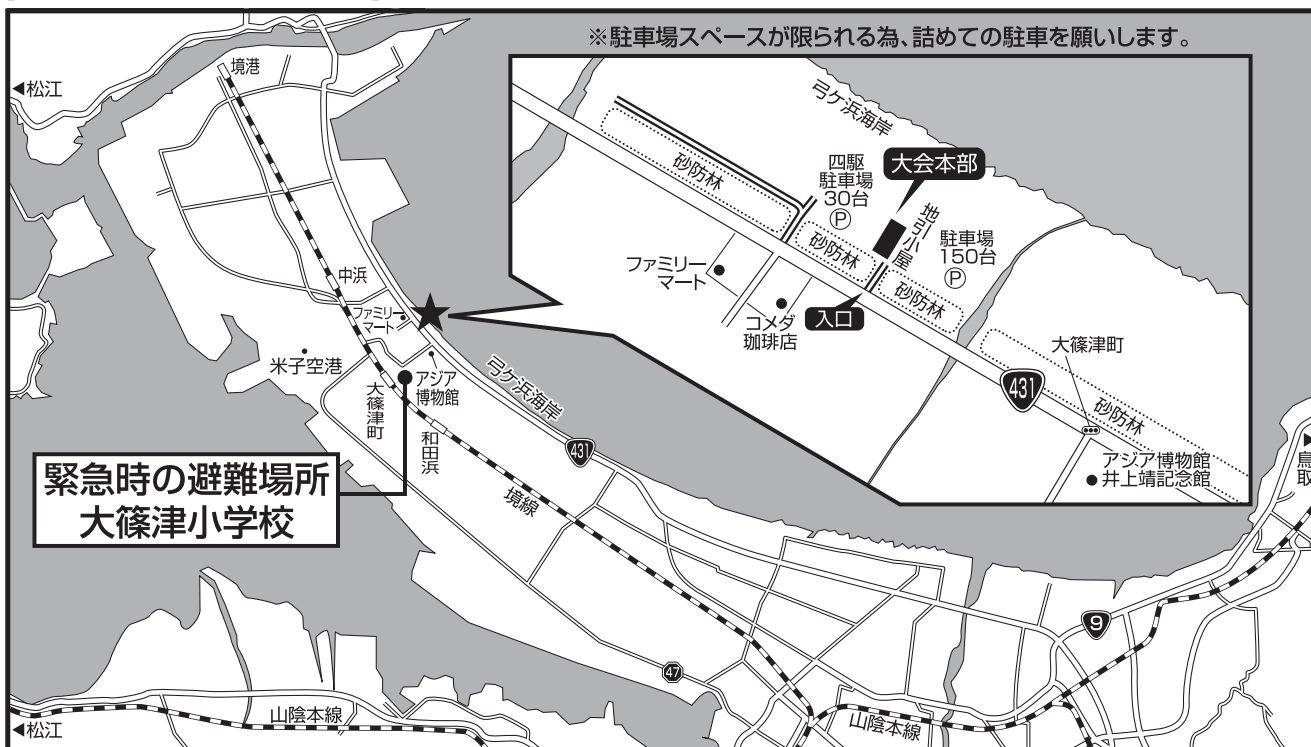 ※駐車場スペースが限られる為、詰めての駐車を願いします。
境港
◀松江
弓ケ浜海岸
砂防林
四駆
駐車場
30台
P
大会本部
地引小屋
駐車場
150台
P
砂防林
砂防林
ファミリー
マート
コメダ
珈琲店
入口
大篠津町
431
砂防林
アジア博物館
井上靖記念館
中浜
ファミリー
マート
米子空港
大篠津町
アジア
博物館
弓ケ浜海岸
和田浜
431
境線
緊急時の避難場所
大篠津小学校
▶鳥取
9
47
山陰本線
山陰本線
◀松江